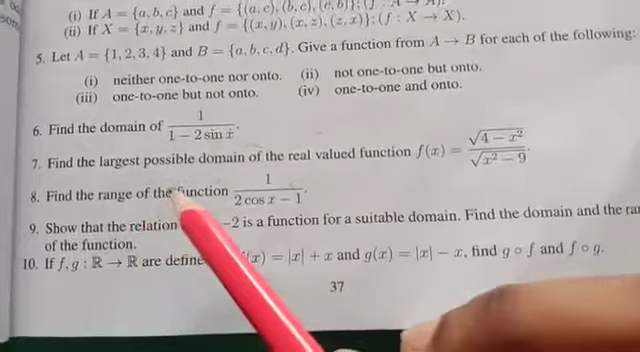 (i) If A = {a, b, c} and f = {(a, c), (b, c), (c, b)}; (f : A → A).
(ii) If X = {x, y, z} and f = {(x, y), (x, z), (z, x)}; (f : X → X).
5. Let A = {1, 2, 3, 4} and B = {a, b, c, d}. Give a function from A → B for each of the following:
(i) neither one-to-one nor onto. (ii) not one-to-one but onto.
(iii) one-to-one but not onto. (iv) one-to-one and onto.
6. Find the domain of 1/(1 − 2 sin x).
7. Find the largest possible domain of the real valued function f(x) = √(4 − x²)/√(x² − 9).
8. Find the range of the function 1/(2 cos x − 1).
9. Show that the relation −2 is a function for a suitable domain. Find the domain and the
of the function.
10. If f, g : ℝ → ℝ are (x) = |x| + x and g(x) = |x| − x, find g ∘ f and f ∘ g.
37